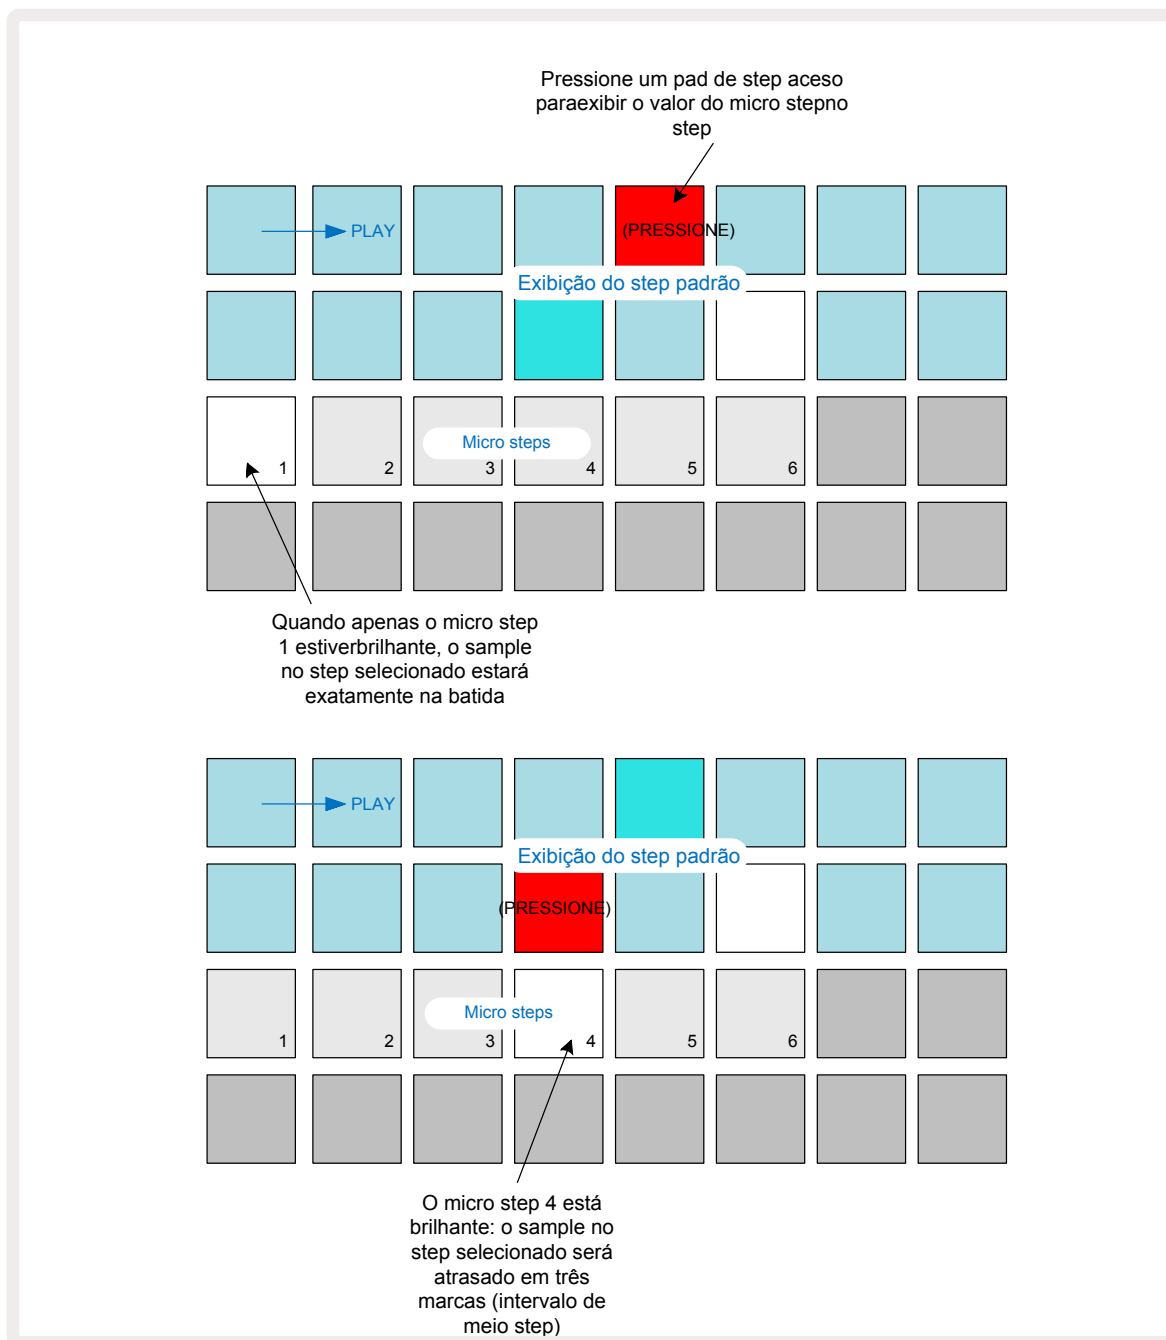 Pressione um pad de step aceso
paraexibir o valor do micro stepno
step
PLAY
(PRESSIONE)
Exibição do step padrão
Micro steps
1
2
3
4
5
6
Quando apenas o micro step
1 estiverbrilhante, o sample
no step selecionado estará
exatamente na batida
PLAY
Exibição do step padrão
(PRESSIONE)
Micro steps
1
2
3
4
5
6
O micro step 4 está
brilhante: o sample no
step selecionado será
atrasado em três
marcas (intervalo de
meio step)